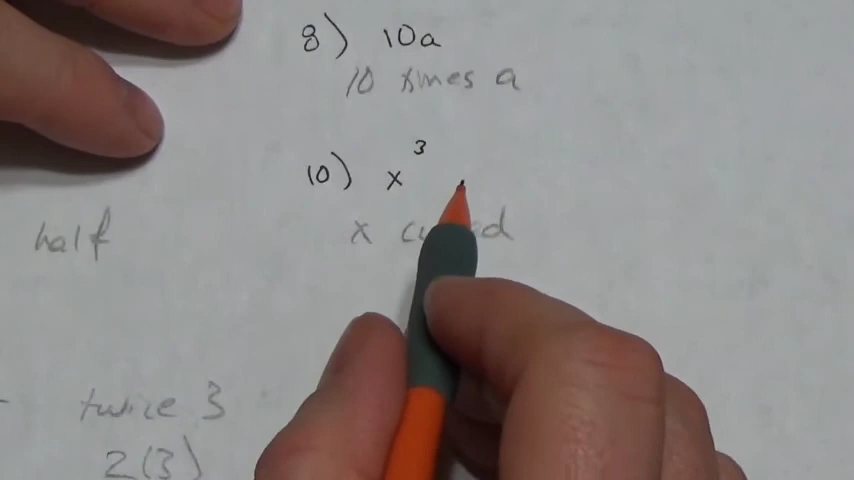 8) 10a
10 times a
10) x³
x
half
twice 3
2(3)